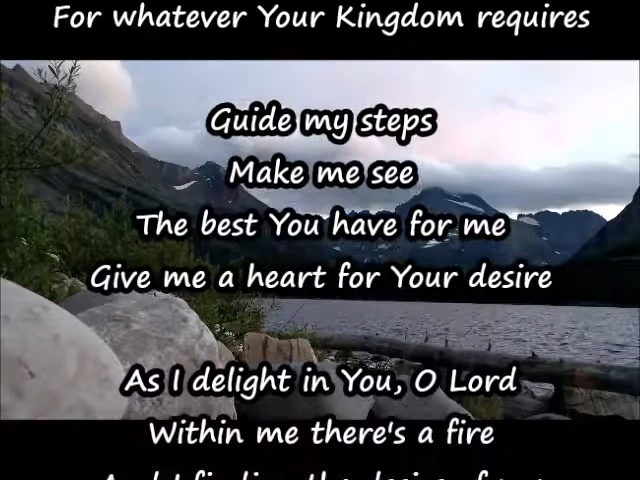 For whatever Your Kingdom requires
Guide my steps
Make me see
The best You have for me
Give me a heart for Your desire
As I delight in You, O Lord
Within me there's a fire